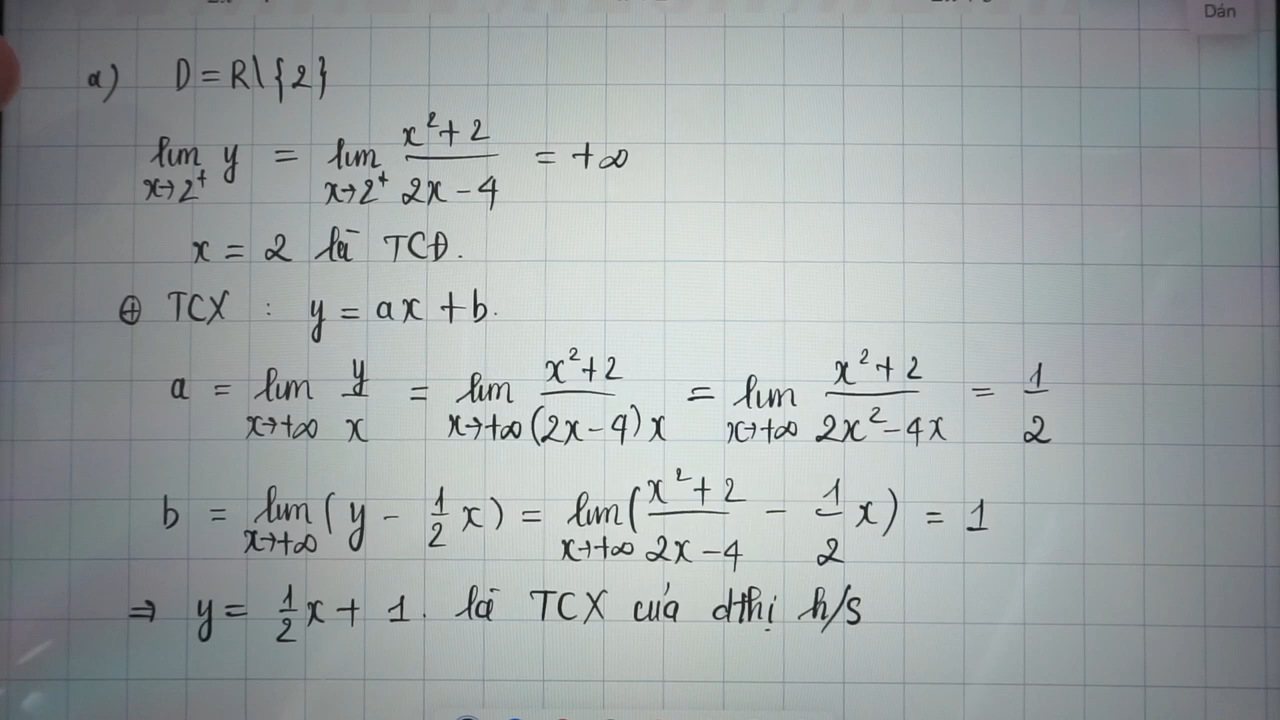 Dán
a) D = R\{2}
lim x→2⁺ y = lim x→2⁺ (x² + 2)/(2x − 4) = +∞
x = 2 là TCĐ.
⊕ TCX : y = ax + b.
a = lim x→+∞ y/x = lim x→+∞ (x² + 2)/((2x − 4)x) = lim x→+∞ (x² + 2)/(2x² − 4x) = 1/2
b = lim x→+∞ (y − 1/2 x) = lim x→+∞ ((x² + 2)/(2x − 4) − 1/2 x) = 1
⇒ y = 1/2 x + 1. là TCX của đthị h/s